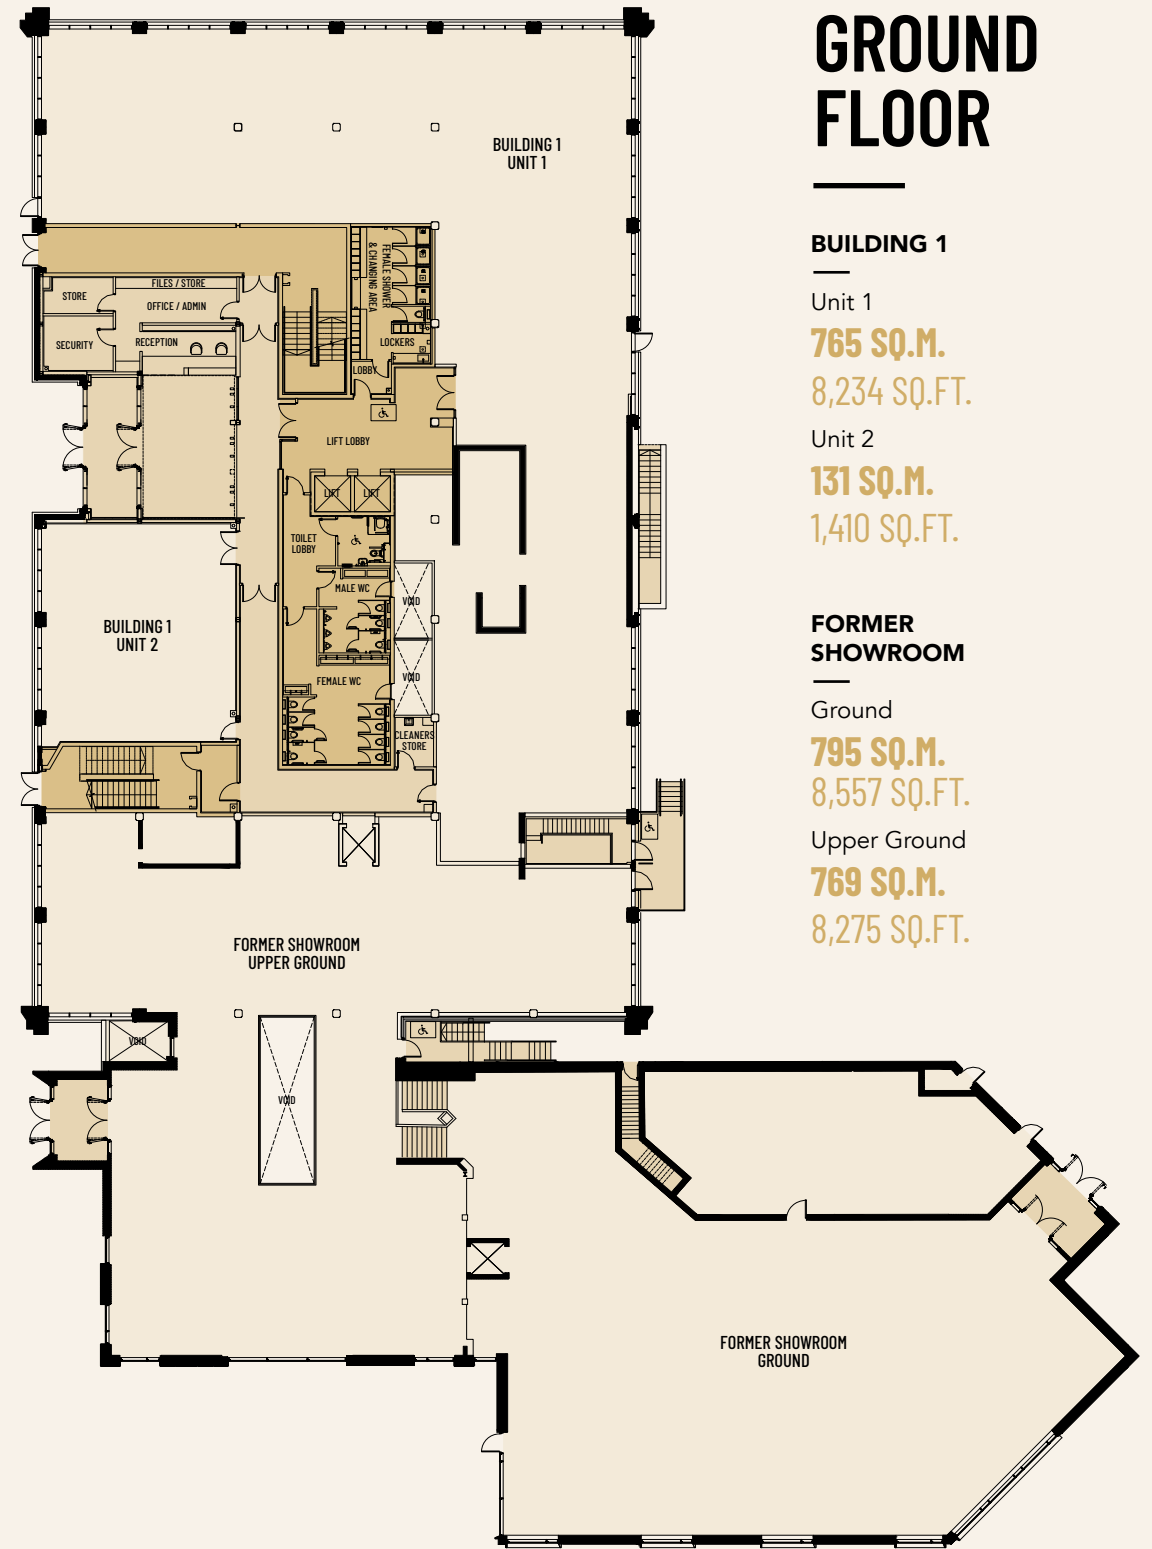 GROUND
FLOOR
BUILDING 1
Unit 1
765 SQ.M.
8,234 SQ.FT.
Unit 2
131 SQ.M.
1,410 SQ.FT.
FORMER
SHOWROOM
Ground
795 SQ.M.
8,557 SQ.FT.
Upper Ground
769 SQ.M.
8,275 SQ.FT.
BUILDING 1
UNIT 1
FEMALE SHOWER
& CHANGING AREA
FILES / STORE
STORE
OFFICE / ADMIN
SECURITY
RECEPTION
LOCKERS
LOBBY
LIFT LOBBY
LIFT
LIFT
TOILET
LOBBY
MALE WC
VOID
BUILDING 1
UNIT 2
FEMALE WC
VOID
CLEANERS
STORE
FORMER SHOWROOM
UPPER GROUND
VOID
VOID
FORMER SHOWROOM
GROUND